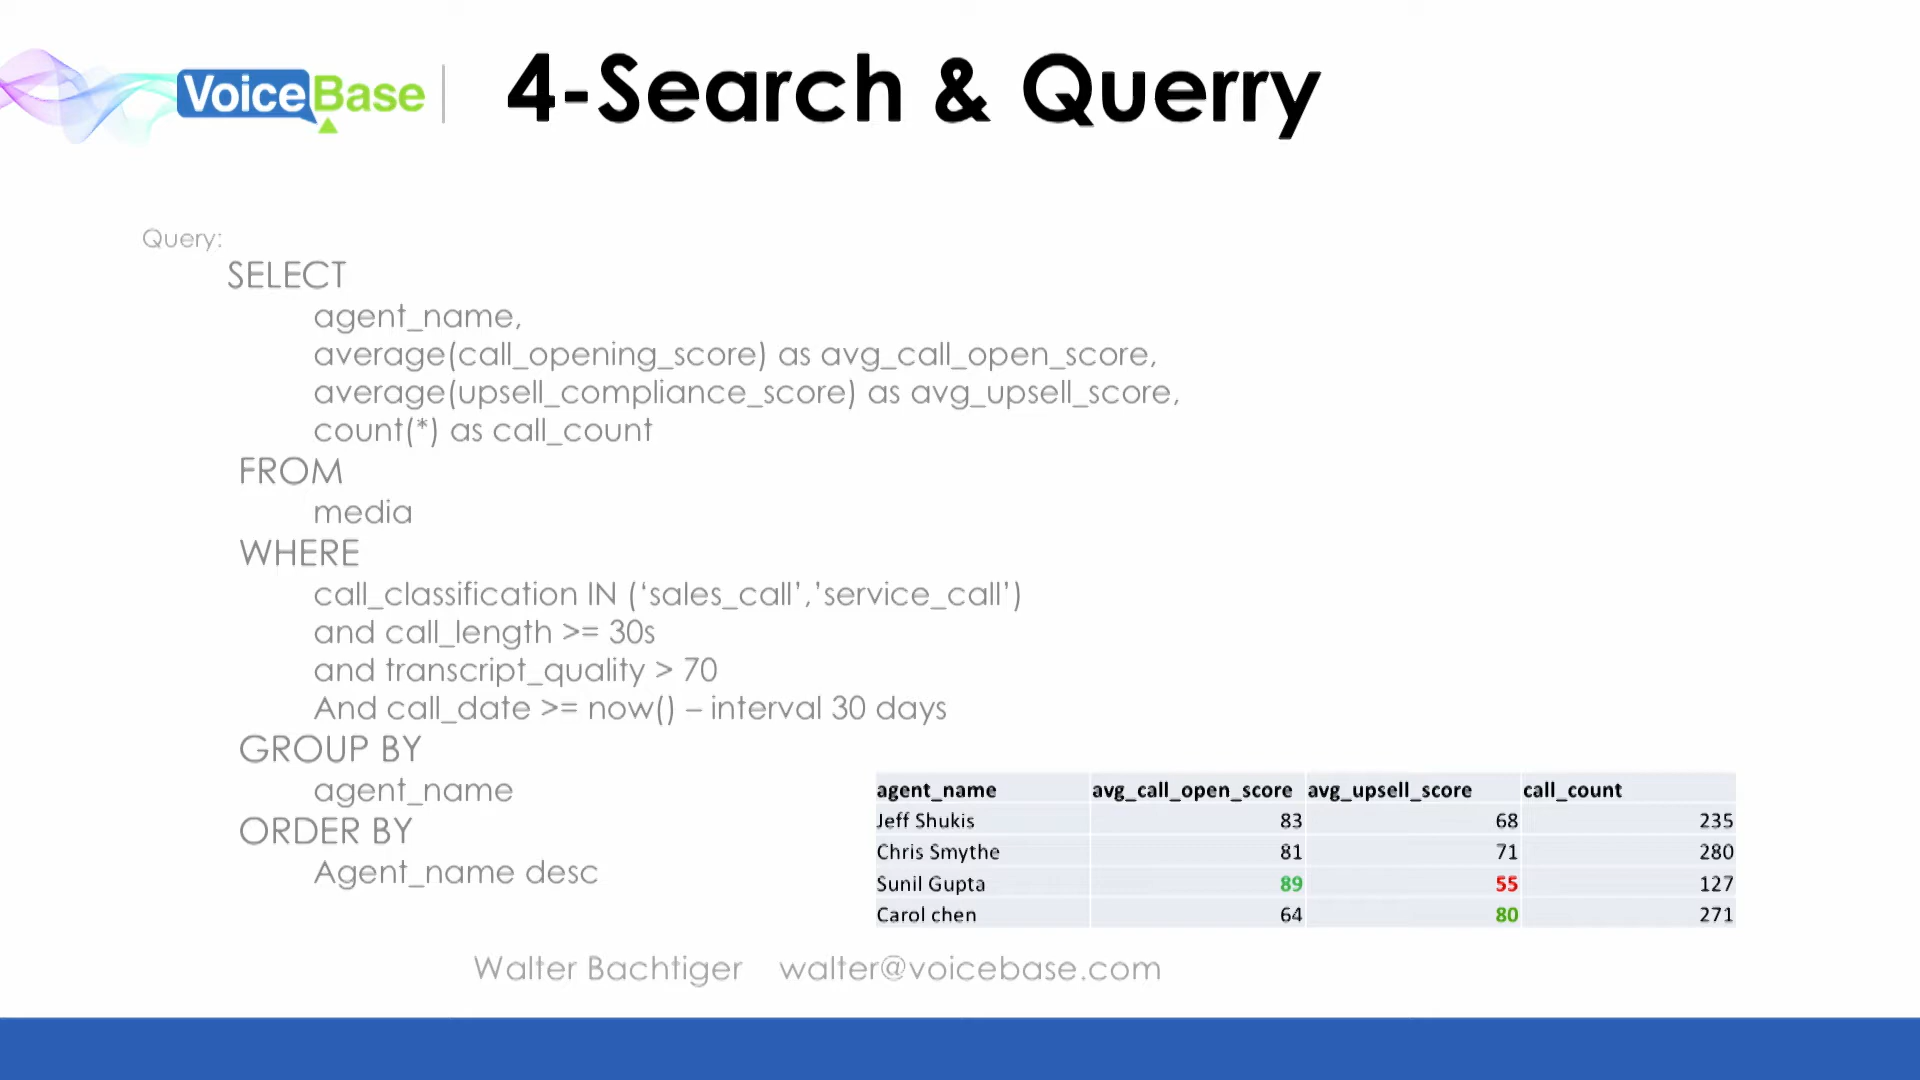 VoiceBase
4-Search & Querry
Query:
SELECT
agent_name,
average(call_opening_score) as avg_call_open_score,
average(upsell_compliance_score) as avg_upsell_score,
count(*) as call_count
FROM
media
WHERE
call_classification IN (‘sales_call’,’service_call’)
and call_length >= 30s
and transcript_quality > 70
And call_date >= now() – interval 30 days
GROUP BY
agent_name
ORDER BY
Agent_name desc
agent_name avg_call_open_score avg_upsell_score call_count
Jeff Shukis 83 68 235
Chris Smythe 81 71 280
Sunil Gupta 89 55 127
Carol chen 64 80 271
Walter Bachtiger walter@voicebase.com